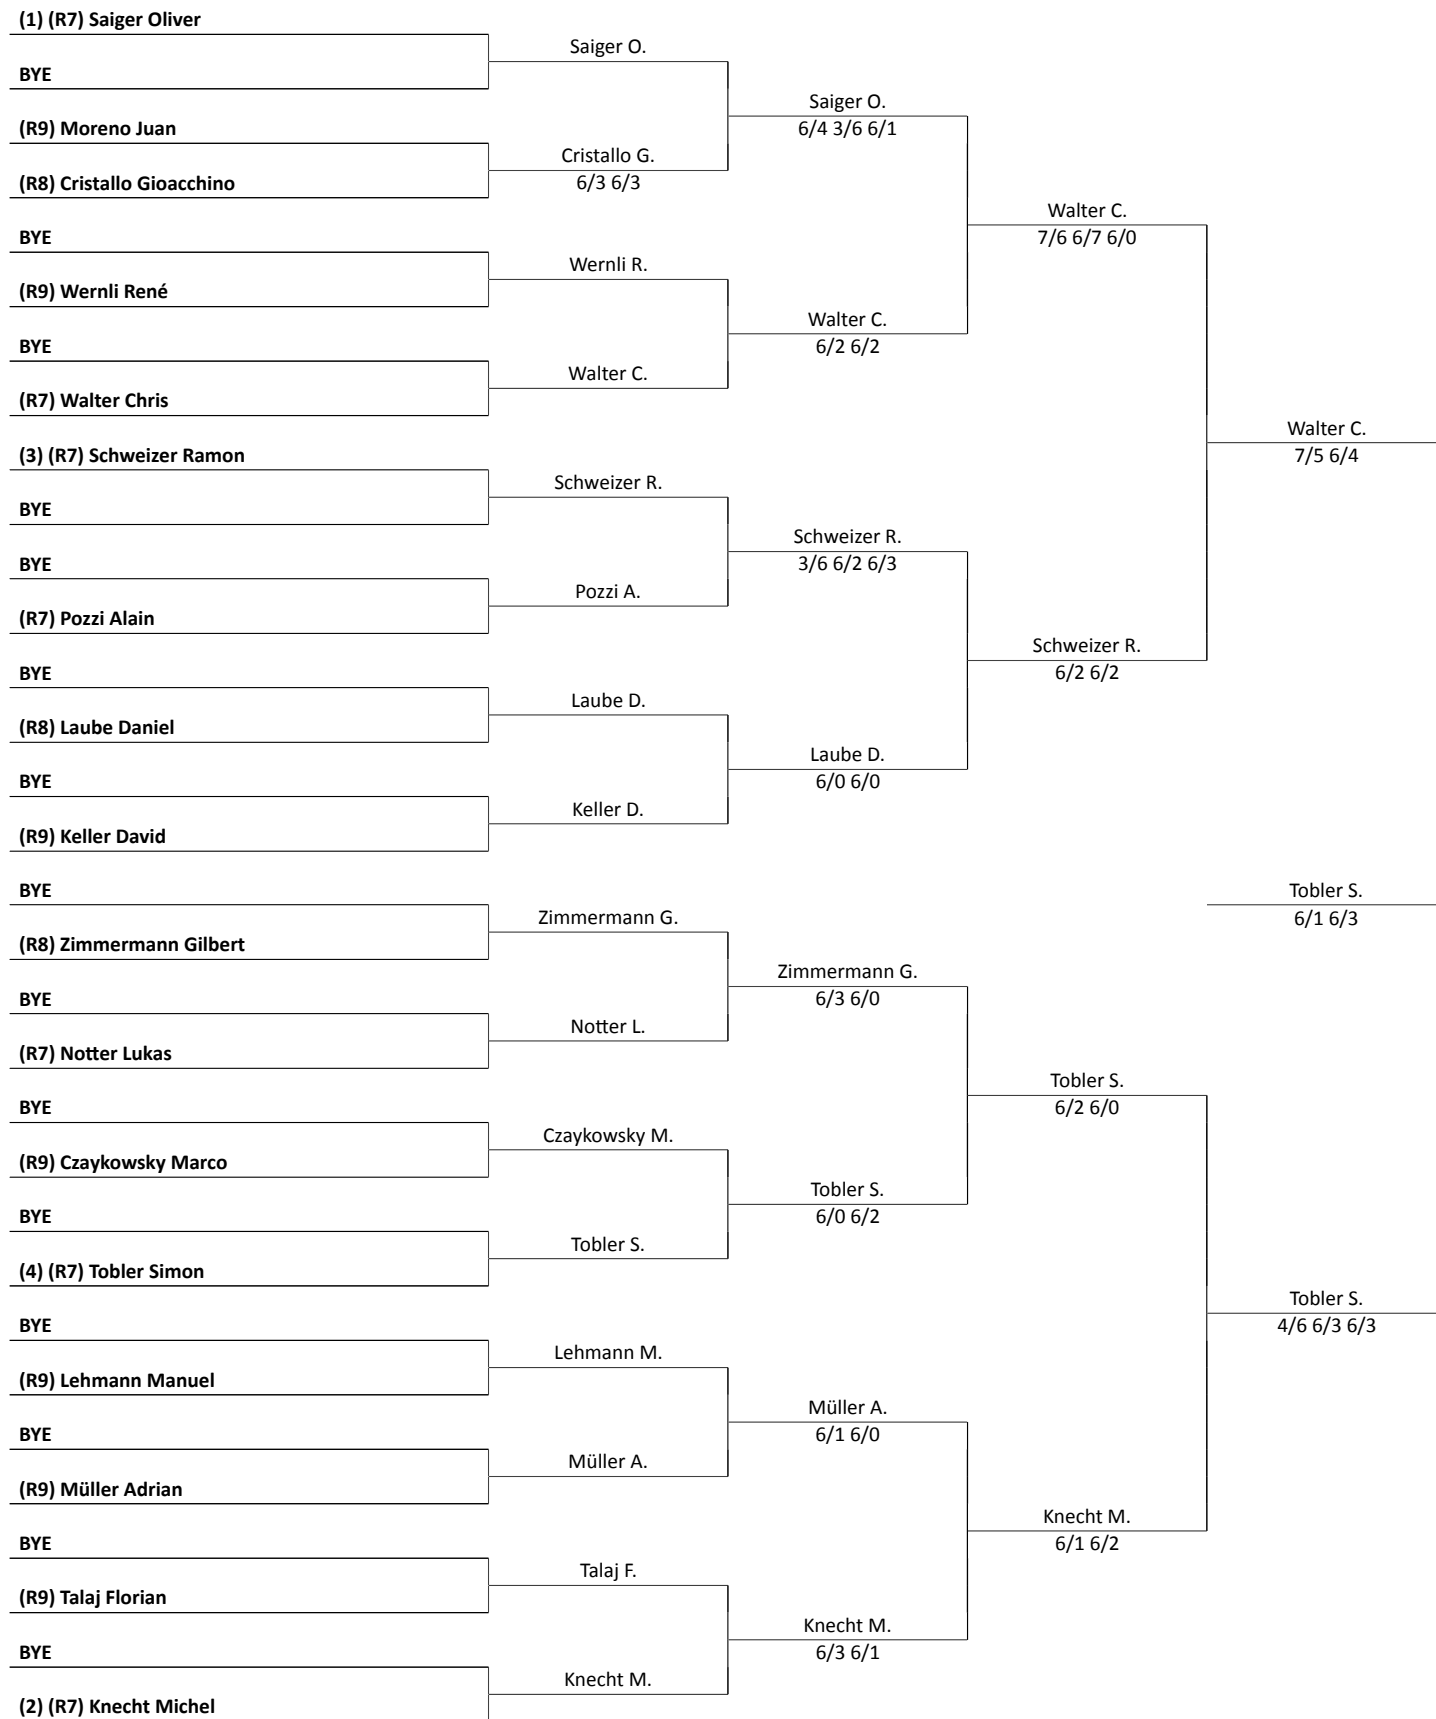 (1) (R7) Saiger Oliver
Saiger O.
BYE
Saiger O.
6/4 3/6 6/1
(R9) Moreno Juan
Cristallo G.
6/3 6/3
(R8) Cristallo Gioacchino
Walter C.
7/6 6/7 6/0
BYE
Wernli R.
(R9) Wernli René
Walter C.
6/2 6/2
BYE
Walter C.
(R7) Walter Chris
Walter C.
7/5 6/4
(3) (R7) Schweizer Ramon
Schweizer R.
BYE
Schweizer R.
3/6 6/2 6/3
BYE
Pozzi A.
(R7) Pozzi Alain
Schweizer R.
6/2 6/2
BYE
Laube D.
(R8) Laube Daniel
Laube D.
6/0 6/0
BYE
Keller D.
(R9) Keller David
BYE
Tobler S.
6/1 6/3
Zimmermann G.
(R8) Zimmermann Gilbert
Zimmermann G.
6/3 6/0
BYE
Notter L.
(R7) Notter Lukas
Tobler S.
6/2 6/0
BYE
Czaykowsky M.
(R9) Czaykowsky Marco
Tobler S.
6/0 6/2
BYE
Tobler S.
(4) (R7) Tobler Simon
Tobler S.
4/6 6/3 6/3
BYE
Lehmann M.
(R9) Lehmann Manuel
Müller A.
6/1 6/0
BYE
Müller A.
(R9) Müller Adrian
Knecht M.
6/1 6/2
BYE
Talaj F.
(R9) Talaj Florian
Knecht M.
6/3 6/1
BYE
Knecht M.
(2) (R7) Knecht Michel